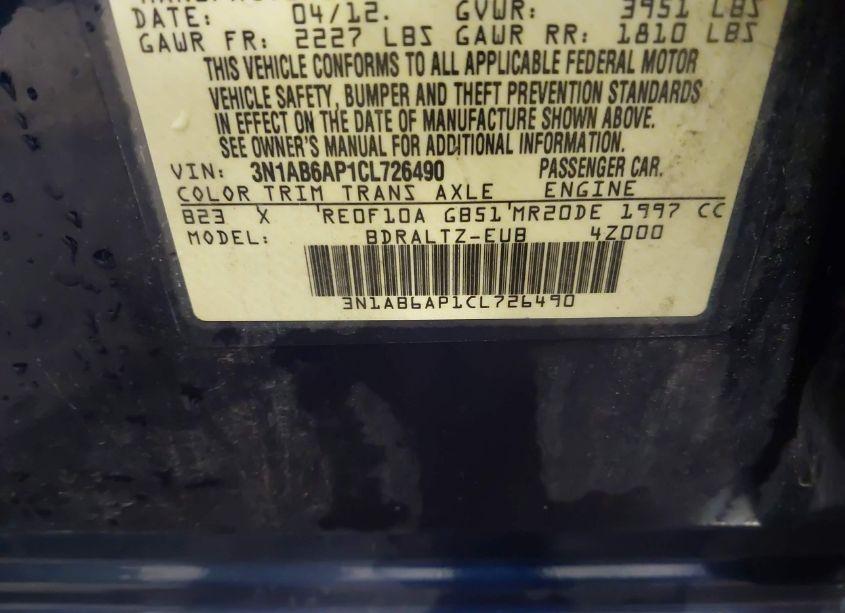 DATE: 04/12. GVWR: 3951 LBS
GAWR FR: 2227 LBS GAWR RR: 1810 LBS
THIS VEHICLE CONFORMS TO ALL APPLICABLE FEDERAL MOTOR
VEHICLE SAFETY, BUMPER AND THEFT PREVENTION STANDARDS
IN EFFECT ON THE DATE OF MANUFACTURE SHOWN ABOVE.
SEE OWNER'S MANUAL FOR ADDITIONAL INFORMATION.
VIN: 3N1AB6AP1CL726490 PASSENGER CAR.
COLOR TRIM TRANS AXLE ENGINE
B23 X RE0F10A GB51 MR20DE 1997 CC
MODEL: BDRALTZ-EUB 4Z000
3N1AB6AP1CL726490